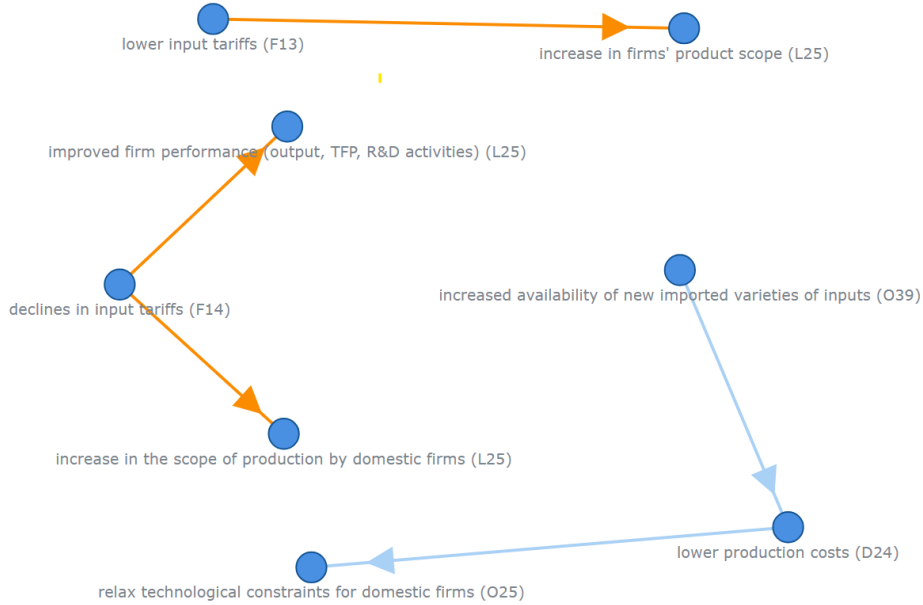 lower input tariffs (F13)
increase in firms' product scope (L25)
improved firm performance (output, TFP, R&D activities) (L25)
increased availability of new imported varieties of inputs (O39)
declines in input tariffs (F14)
increase in the scope of production by domestic firms (L25)
lower production costs (D24)
relax technological constraints for domestic firms (O25)